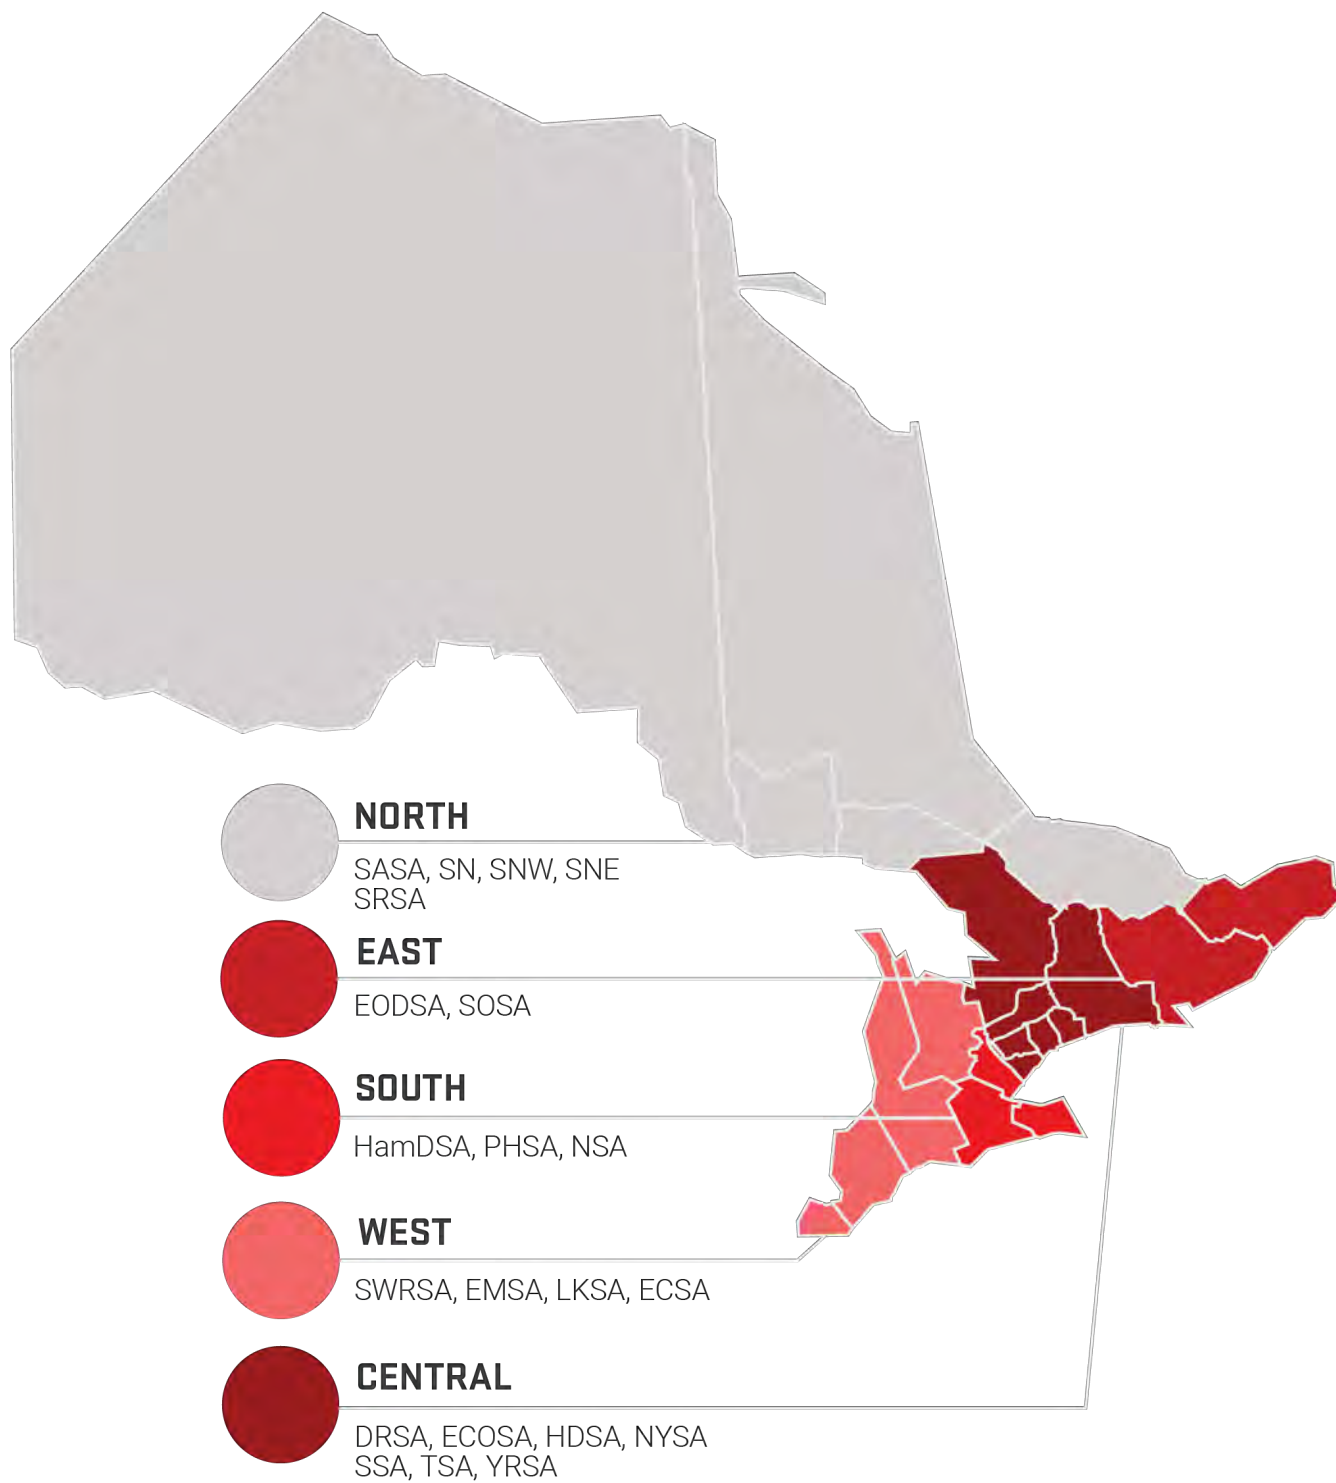 NORTH
SASA, SN, SNW, SNE
SRSA
EAST
EODSA, SOSA
SOUTH
HamDSA, PHSA, NSA
WEST
SWRSA, EMSA, LKSA, ECSA
CENTRAL
DRSA, ECOSA, HDSA, NYSA
SSA, TSA, YRSA